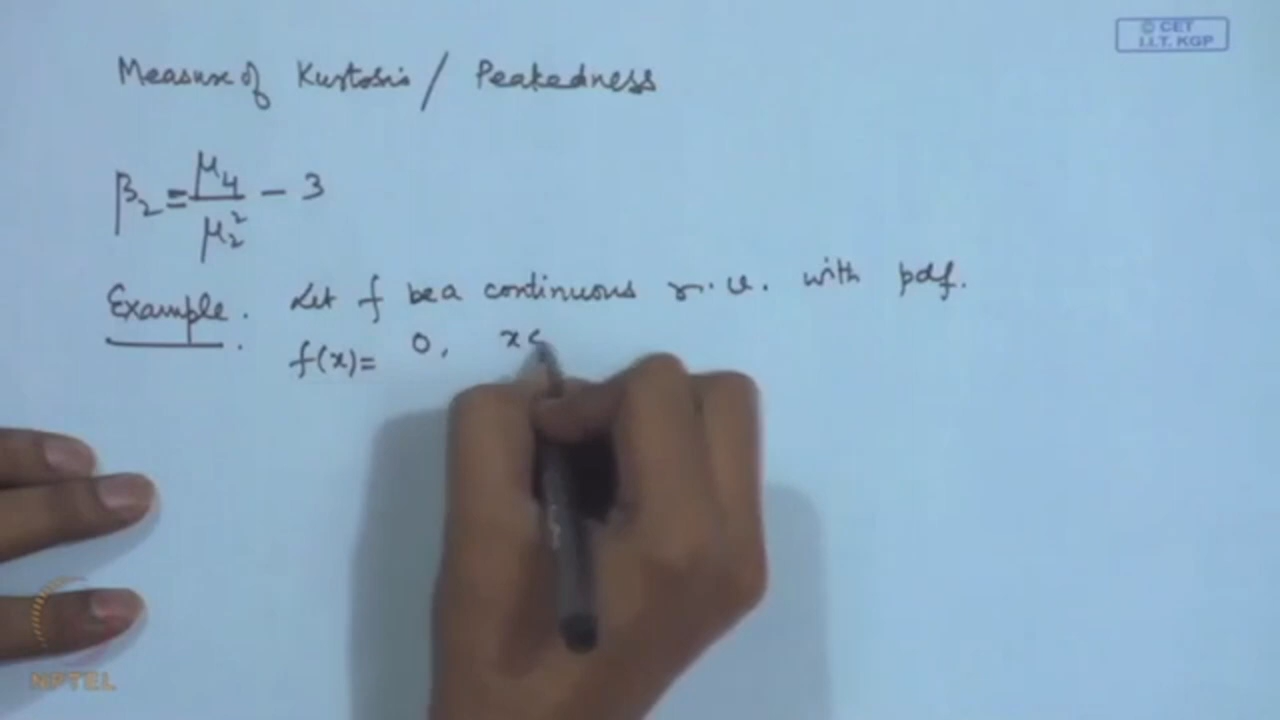 © CET
I.I.T. KGP
Measure of Kurtosis / Peakedness
β₂ = μ₄/μ₂² − 3
Example. Let f be a continuous r.v. with pdf.
f(x)= 0, x<
NPTEL